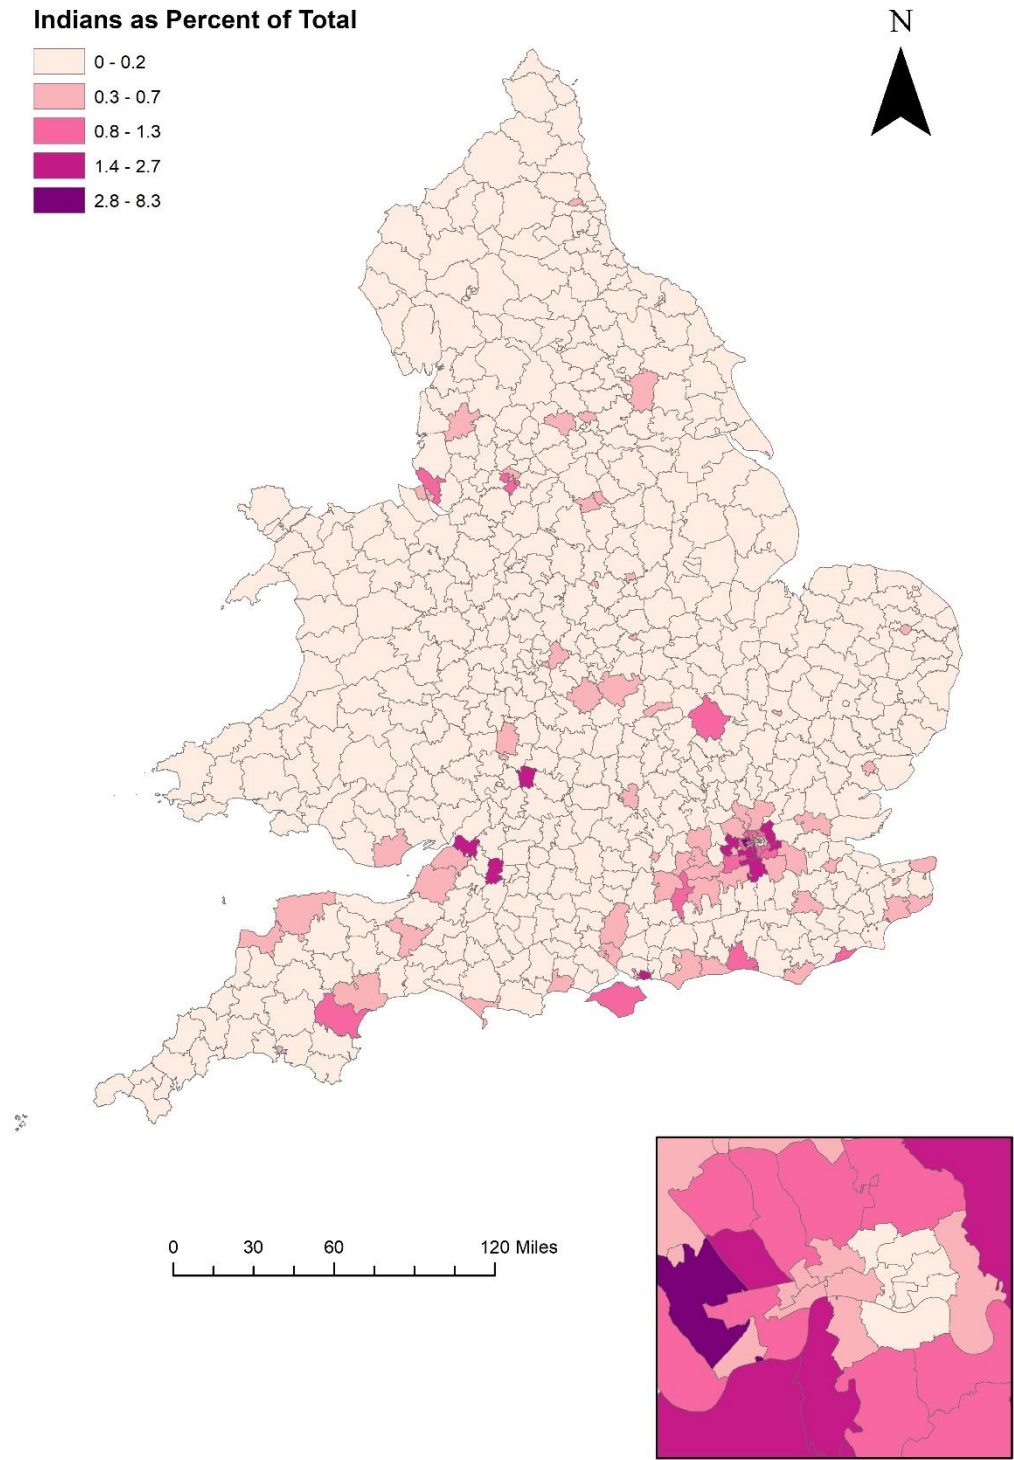 Indians as Percent of Total
0 - 0.2
0.3 - 0.7
0.8 - 1.3
1.4 - 2.7
2.8 - 8.3
N
0 30 60 120 Miles